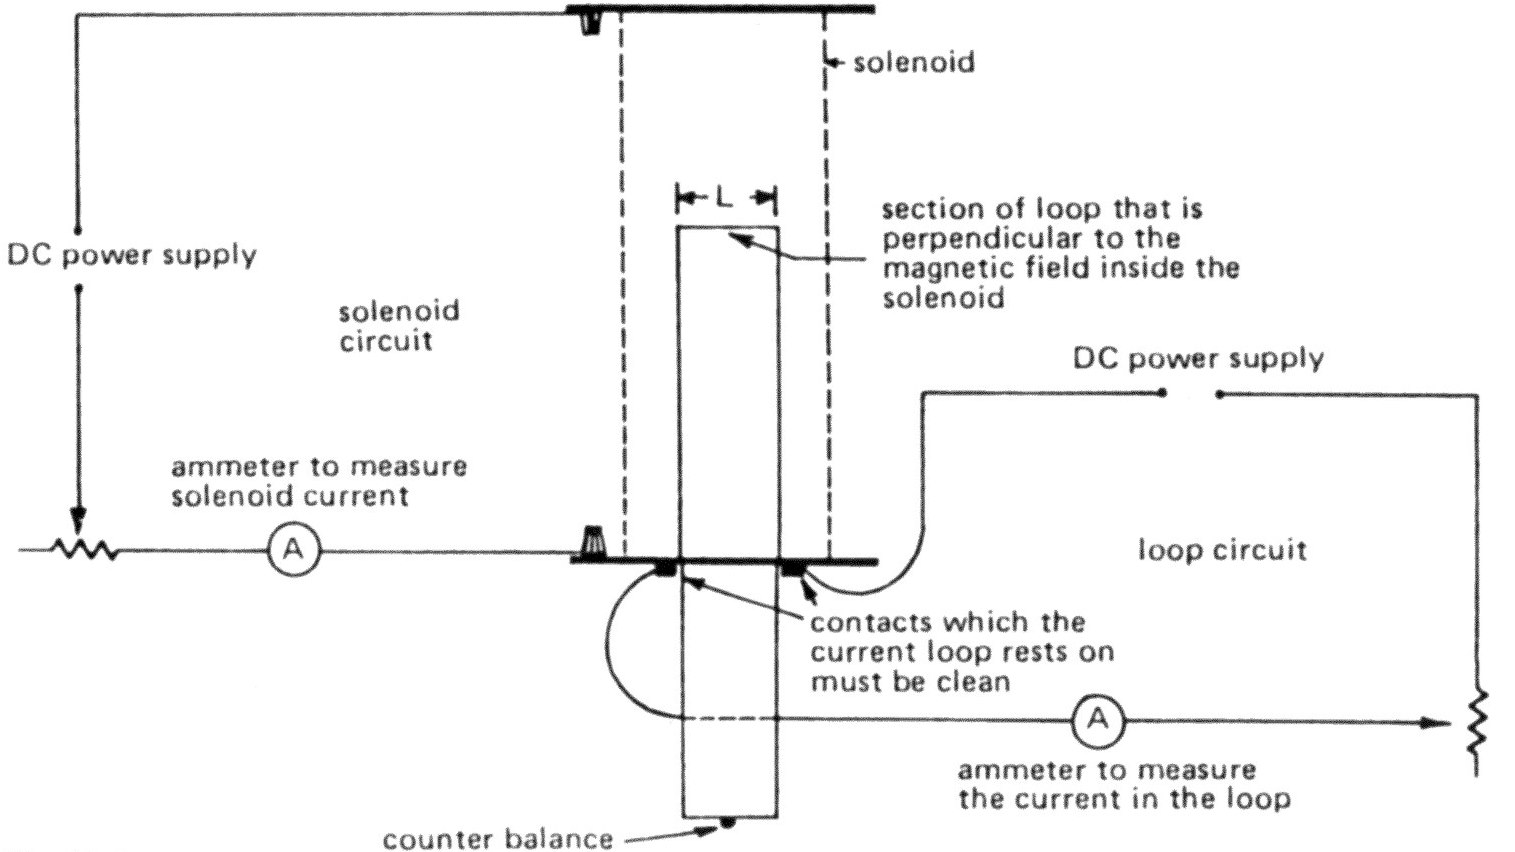 solenoid
L
section of loop that is
perpendicular to the
magnetic field inside the
solenoid
DC power supply
solenoid
circuit
DC power supply
ammeter to measure
solenoid current
A
loop circuit
contacts which the
current loop rests on
must be clean
A
ammeter to measure
the current in the loop
counter balance